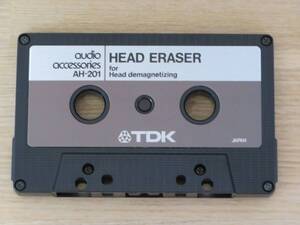 audio
accessories
AH-201
HEAD ERASER
for
Head demagnetizing
TDK
JAPAN